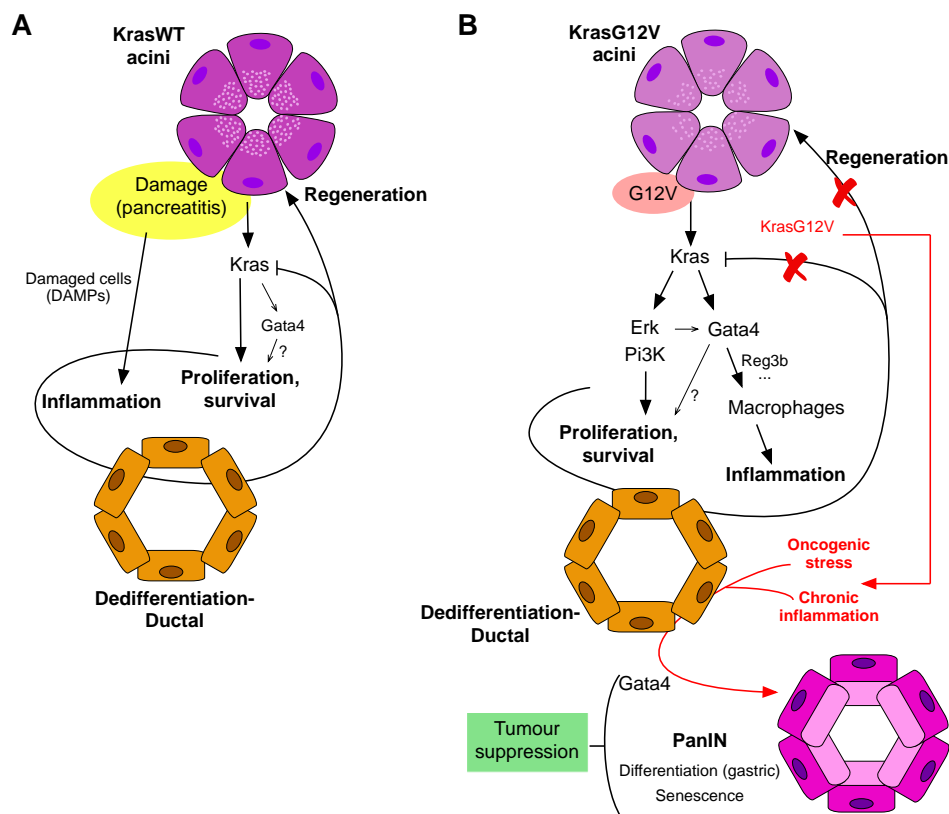 A
KrasWT
acini
Damage
(pancreatitis)
Regeneration
Kras
Damaged cells
(DAMPs)
Gata4
?
Inflammation
Proliferation,
survival
Dedifferentiation-
Ductal
B
KrasG12V
acini
Regeneration
G12V
KrasG12V
Kras
Erk
Gata4
Pi3K
Reg3b
...
?
Macrophages
Proliferation,
survival
Inflammation
Oncogenic
stress
Chronic
inflammation
Dedifferentiation-
Ductal
Gata4
Tumour
suppression
PanIN
Differentiation (gastric)
Senescence